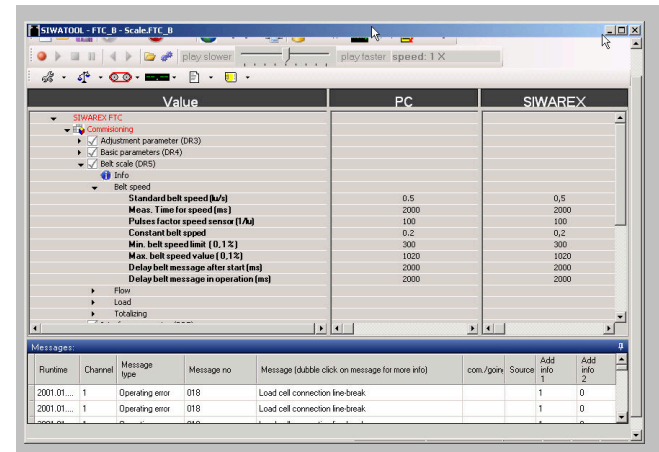 SIWATOOL - FTC_B - Scale.FTC_B
play slower play faster speed: 1 X
Value PC SIWAREX
SIWAREX FTC
Commisioning
Adjustment parameter (DR3)
Basic parameters (DR4)
Belt scale (DR5)
Info
Belt speed
Standard belt speed (lu/s) 0.5 0,5
Meas. Time for speed (ms) 2000 2000
Pulses factor speed sensor (1/lu) 100 100
Constant belt spped 0.2 0,2
Min. belt speed limit ( 0,1 %) 300 300
Max. belt speed value ( 0,1%) 1020 1020
Delay belt message after start (ms) 2000 2000
Delay belt message in operation (ms) 2000 2000
Flow
Load
Totalizing
Messages:
Runtime Channel Message type Message no Message (dubble click on message for more info) com./goin Source Add info 1 Add info 2
2001.01.... 1 Operating error 018 Load cell connection line-break. 1 0
2001.01.... 1 Operating error 018 Load cell connection line-break. 1 0